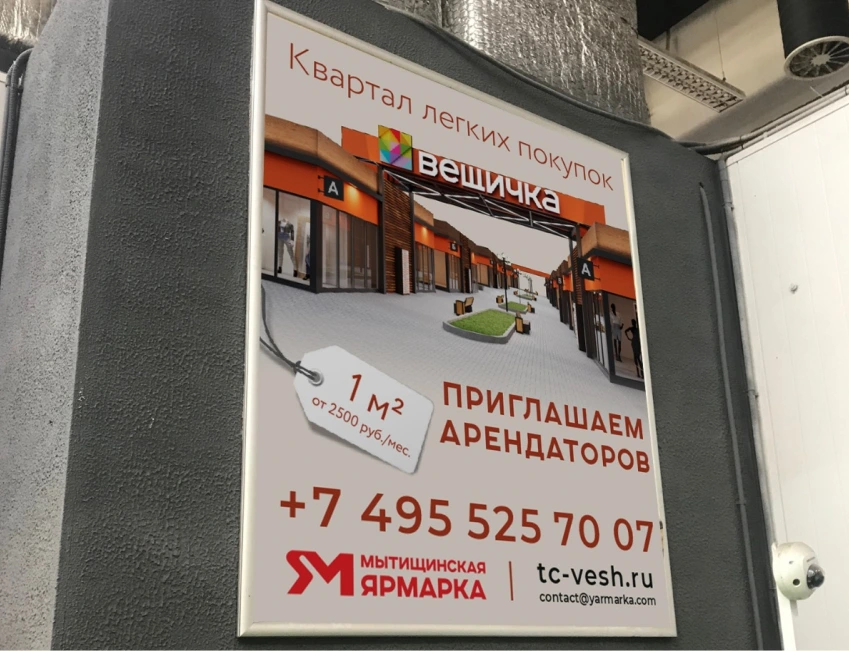 Квартал легких покупок
вещичка
А
А
1 м²
от 2500 руб./мес.
ПРИГЛАШАЕМ
АРЕНДАТОРОВ
+7 495 525 70 07
ЯМ МЫТИЩИНСКАЯ
ЯРМАРКА
tc-vesh.ru
contact@yarmarka.com